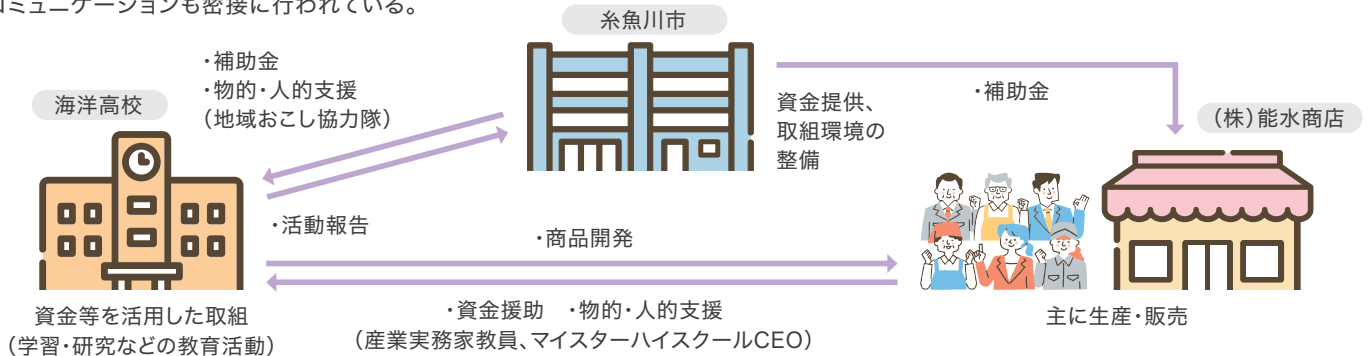 コミュニケーションも密接に行われている。
糸魚川市
・補助金
・物的・人的支援
（地域おこし協力隊）
海洋高校
資金提供、
取組環境の
整備
・補助金
（株）能水商店
・活動報告
・商品開発
・資金援助　・物的・人的支援
（産業実務家教員、マイスターハイスクールCEO）
資金等を活用した取組
（学習・研究などの教育活動）
主に生産・販売